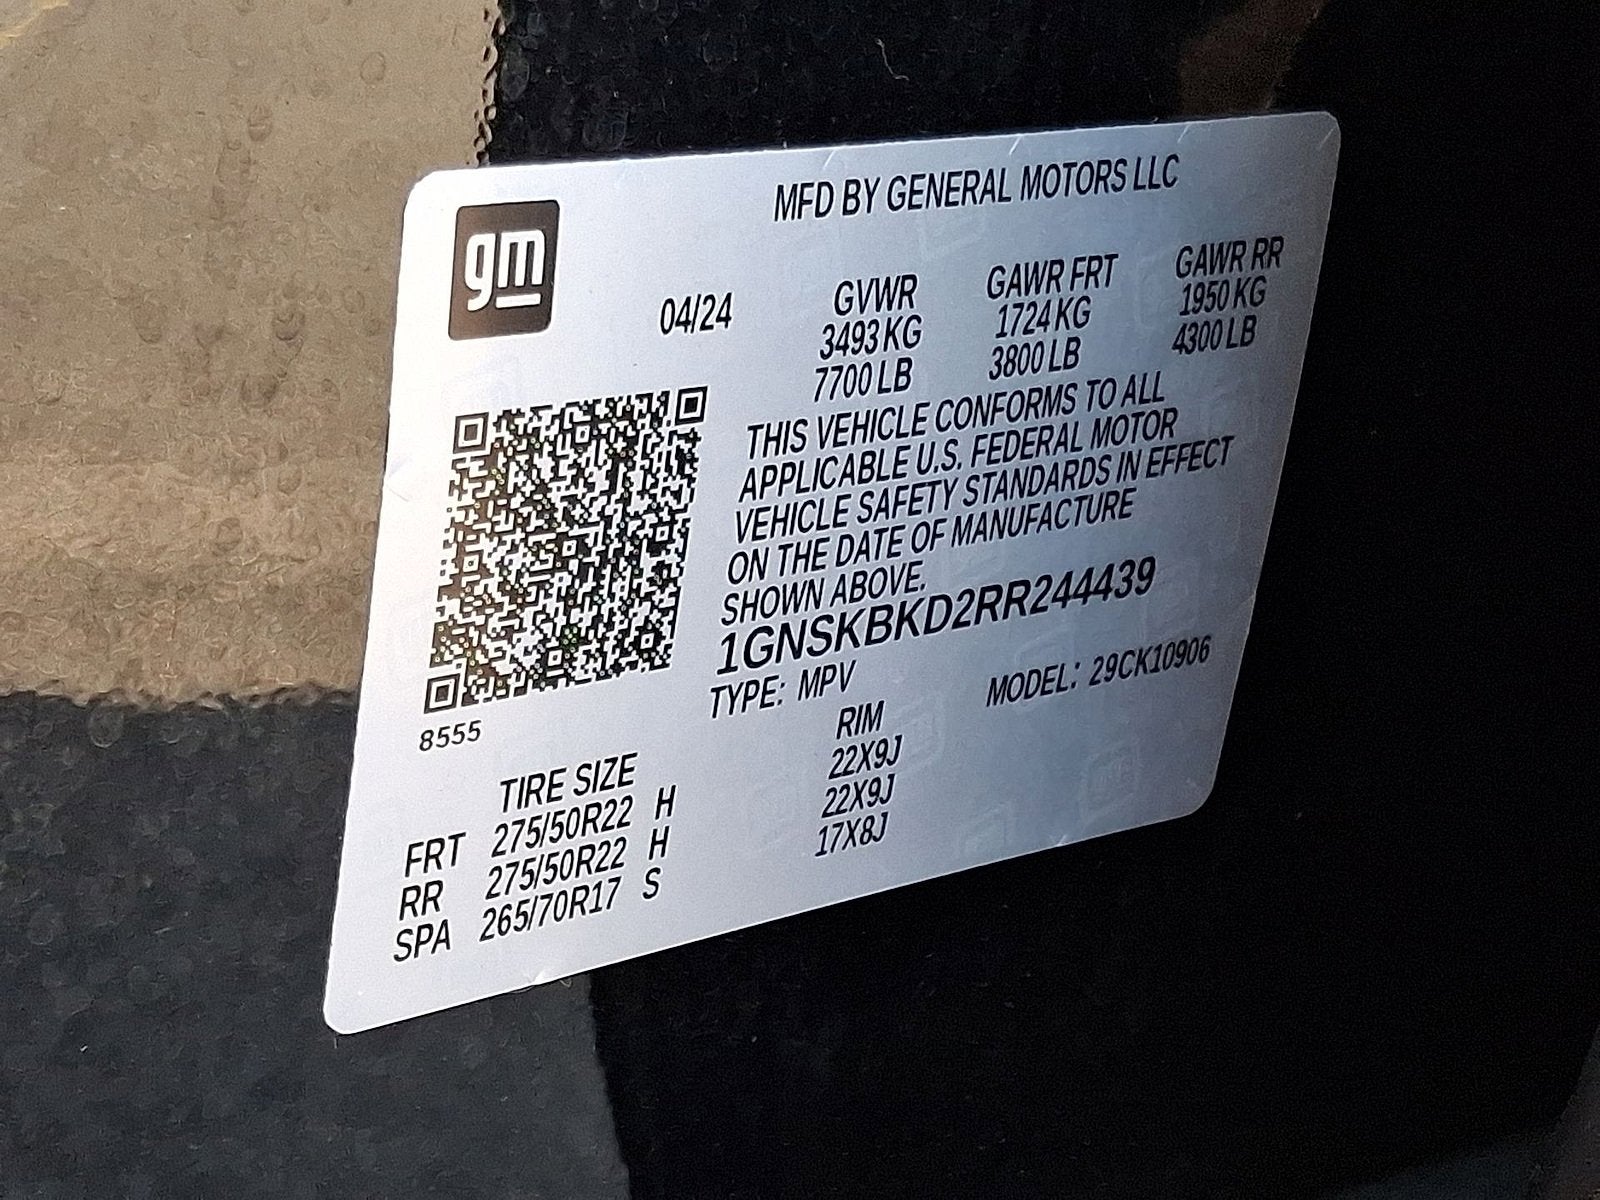 gm
MFD BY GENERAL MOTORS LLC
04/24
GVWR
3493 KG
7700 LB
GAWR FRT
1724 KG
3800 LB
GAWR RR
1950 KG
4300 LB
THIS VEHICLE CONFORMS TO ALL
APPLICABLE U.S. FEDERAL MOTOR
VEHICLE SAFETY STANDARDS IN EFFECT
ON THE DATE OF MANUFACTURE
SHOWN ABOVE.
1GNSKBKD2RR244439
TYPE: MPV
MODEL: 29CK10906
8555
TIRE SIZE RIM
FRT 275/50R22 H 22X9J
RR 275/50R22 H 22X9J
SPA 265/70R17 S 17X8J